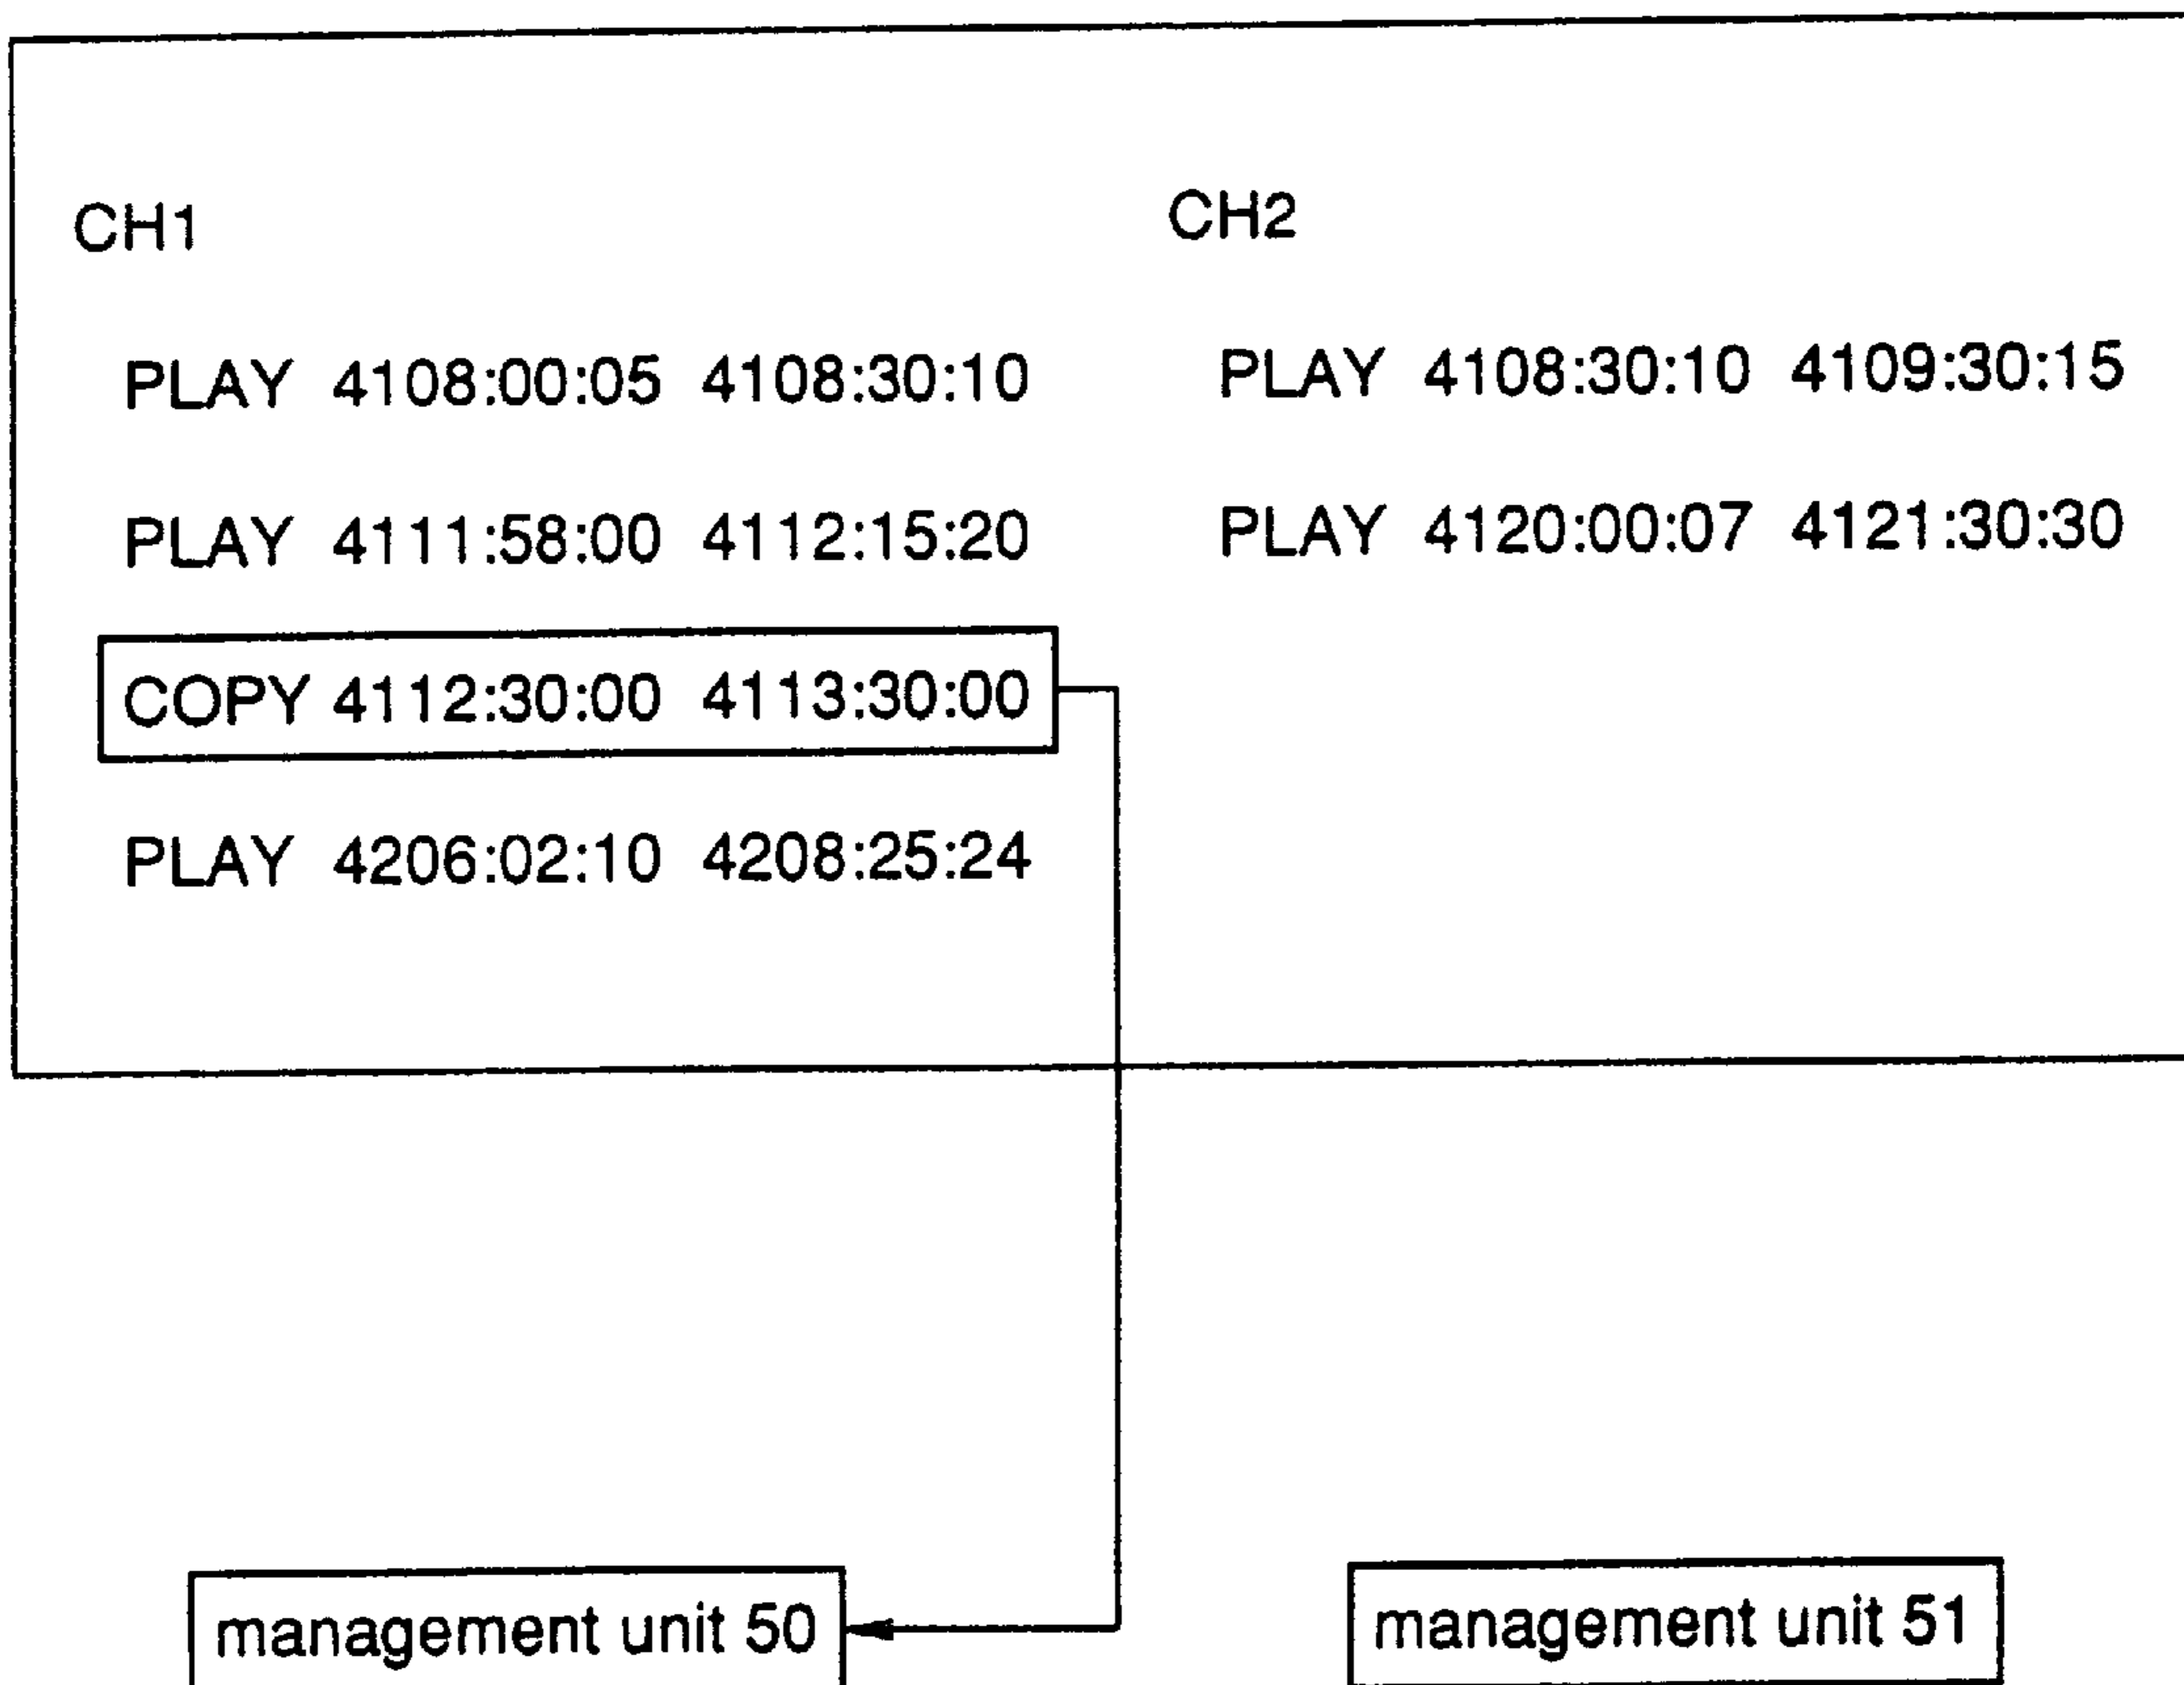 CH1
PLAY 4108:00:05 4108:30:10
PLAY 4111:58:00 4112:15:20
COPY 4112:30:00 4113:30:00
PLAY 4206:02:10 4208:25:24
CH2
PLAY 4108:30:10 4109:30:15
PLAY 4120:00:07 4121:30:30
management unit 50
management unit 51